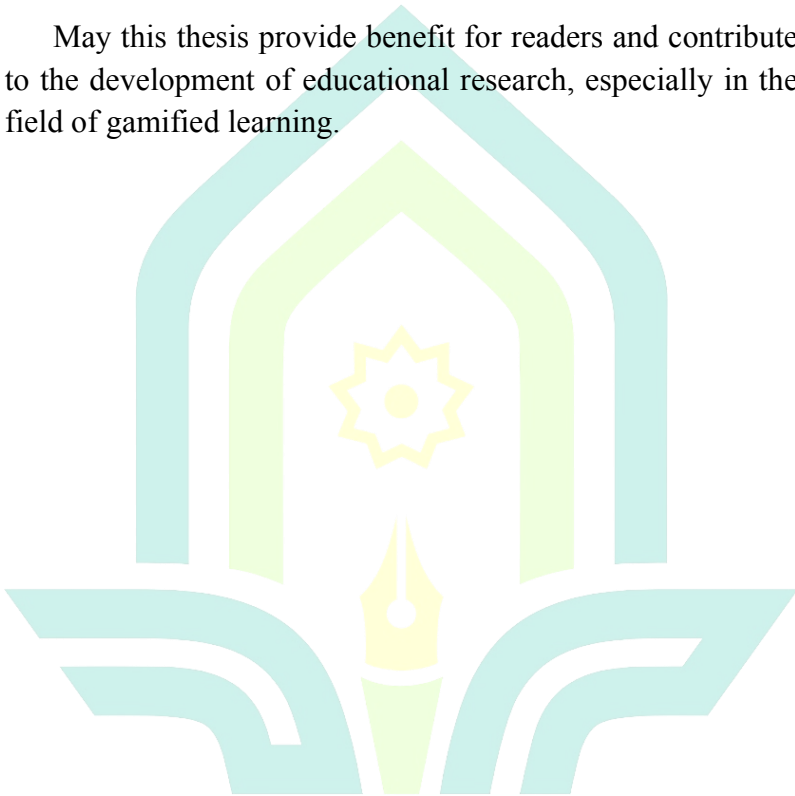 May this thesis provide benefit for readers and contribute
to the development of educational research, especially in the
field of gamified learning.